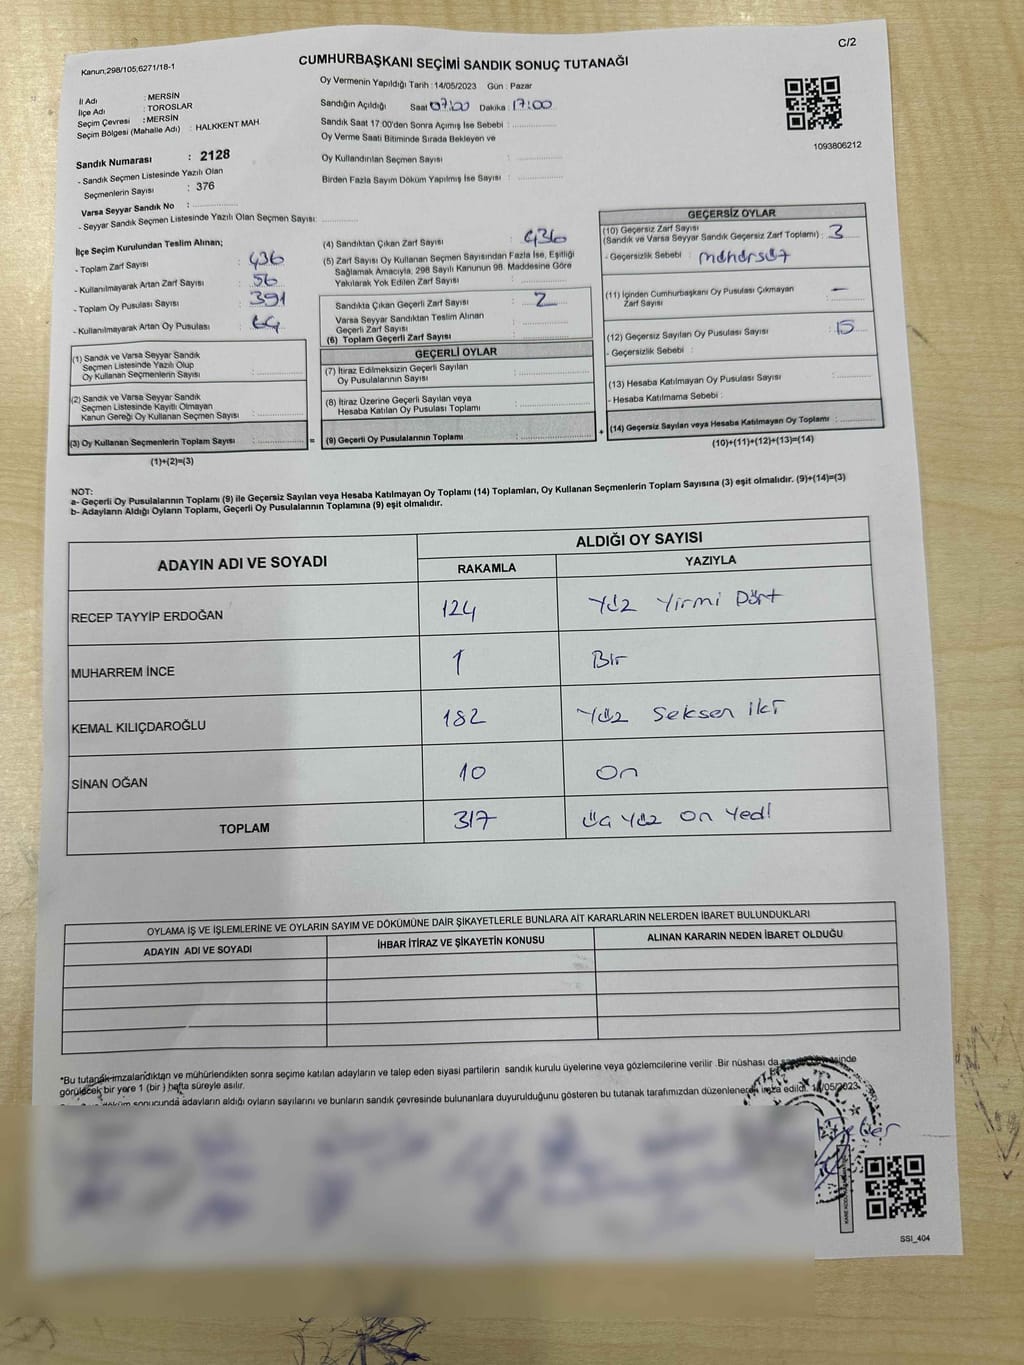 C/2
Kanun;298/105;6271/18-1
CUMHURBAŞKANI SEÇİMİ SANDIK SONUÇ TUTANAĞI
İl Adı : MERSİN
İlçe Adı : TOROSLAR
Seçim Çevresi : MERSİN
Seçim Bölgesi (Mahalle Adı) : HALKKENT MAH.
Sandık Numarası : 2128
- Sandık Seçmen Listesinde Yazılı Olan
Seçmenlerin Sayısı : 376
Varsa Seyyar Sandık No :
- Seyyar Sandık Seçmen Listesinde Yazılı Olan Seçmen Sayısı:
Oy Vermenin Yapıldığı Tarih : 14/05/2023 Gün : Pazar
Sandığın Açıldığı Saat 07:00 Dakika : 17:00
Sandık Saat 17:00'den Sonra Açımış İse Sebebi :
Oy Verme Saati Bitiminde Sırada Bekleyen ve
Oy Kullandırılan Seçmen Sayısı :
Birden Fazla Sayım Döküm Yapılmış İse Sayısı :
1093806212
İlçe Seçim Kurulundan Teslim Alınan;
- Toplam Zarf Sayısı : 436
- Kullanılmayarak Artan Zarf Sayısı : 56
- Toplam Oy Pusulası Sayısı : 391
- Kullanılmayarak Artan Oy Pusulası : 64
(1) Sandık ve Varsa Seyyar Sandık
Seçmen Listesinde Yazılı Olup
Oy Kullanan Seçmenlerin Sayısı :
(2) Sandık ve Varsa Seyyar Sandık
Seçmen Listesinde Kayıtlı Olmayan
Kanun Gereği Oy Kullanan Seçmen Sayısı :
(3) Oy Kullanan Seçmenlerin Toplam Sayısı : =
(1)+(2)=(3)
(4) Sandıktan Çıkan Zarf Sayısı : 436
(5) Zarf Sayısı Oy Kullanan Seçmen Sayısından Fazla İse, Eşitliği
Sağlamak Amacıyla, 298 Sayılı Kanunun 98. Maddesine Göre
Yakılarak Yok Edilen Zarf Sayısı :
Sandıkta Çıkan Geçerli Zarf Sayısı : 2
Varsa Seyyar Sandıktan Teslim Alınan
Geçerli Zarf Sayısı :
(6) Toplam Geçerli Zarf Sayısı :
GEÇERLİ OYLAR
(7) İtiraz Edilmeksizin Geçerli Sayılan
Oy Pusulalarının Sayısı :
(8) İtiraz Üzerine Geçerli Sayılan veya
Hesaba Katılan Oy Pusulası Toplamı :
(9) Geçerli Oy Pusulalarının Toplamı : +
GEÇERSİZ OYLAR
(10) Geçersiz Zarf Sayısı
(Sandık ve Varsa Seyyar Sandık Geçersiz Zarf Toplamı) : 3
- Geçersizlik Sebebi : mühürsüz
(11) İçinden Cumhurbaşkanı Oy Pusulası Çıkmayan
Zarf Sayısı : -
(12) Geçersiz Sayılan Oy Pusulası Sayısı : 15
- Geçersizlik Sebebi :
(13) Hesaba Katılmayan Oy Pusulası Sayısı :
- Hesaba Katılmama Sebebi :
(14) Geçersiz Sayılan veya Hesaba Katılmayan Oy Toplamı :
(10)+(11)+(12)+(13)=(14)
NOT:
a- Geçerli Oy Pusulalarının Toplamı (9) ile Geçersiz Sayılan veya Hesaba Katılmayan Oy Toplamı (14) Toplamları, Oy Kullanan Seçmenlerin Toplam Sayısına (3) eşit olmalıdır. (9)+(14)=(3)
b- Adayların Aldığı Oyların Toplamı, Geçerli Oy Pusulalarının Toplamına (9) eşit olmalıdır.
ADAYIN ADI VE SOYADI ALDIĞI OY SAYISI
RAKAMLA YAZIYLA
RECEP TAYYİP ERDOĞAN 124 Yüz Yirmi Dört
MUHARREM İNCE 1 Bir
KEMAL KILIÇDAROĞLU 182 Yüz Seksen iki
SİNAN OĞAN 10 On
TOPLAM 317 Üç Yüz On Yedi
OYLAMA İŞ VE İŞLEMLERİNE VE OYLARIN SAYIM VE DÖKÜMÜNE DAİR ŞİKAYETLERLE BUNLARA AİT KARARLARIN NELERDEN İBARET BULUNDUKLARI
ADAYIN ADI VE SOYADI İHBAR İTİRAZ VE ŞİKAYETİN KONUSU ALINAN KARARIN NEDEN İBARET OLDUĞU
*Bu tutanak imzalandıktan ve mühürlendikten sonra seçime katılan adayların ve talep eden siyasi partilerin sandık kurulu üyelerine veya gözlemcilerine verilir. Bir nüshası da
görülecek bir yere 1 (bir) hafta süreyle asılır.
döküm sonucunda adayların aldığı oyların sayılarını ve bunların sandık çevresinde bulunanlara duyurulduğunu gösteren bu tutanak tarafımızdan düzenlenerek imza edildi. 14/05/2023
SSI_404